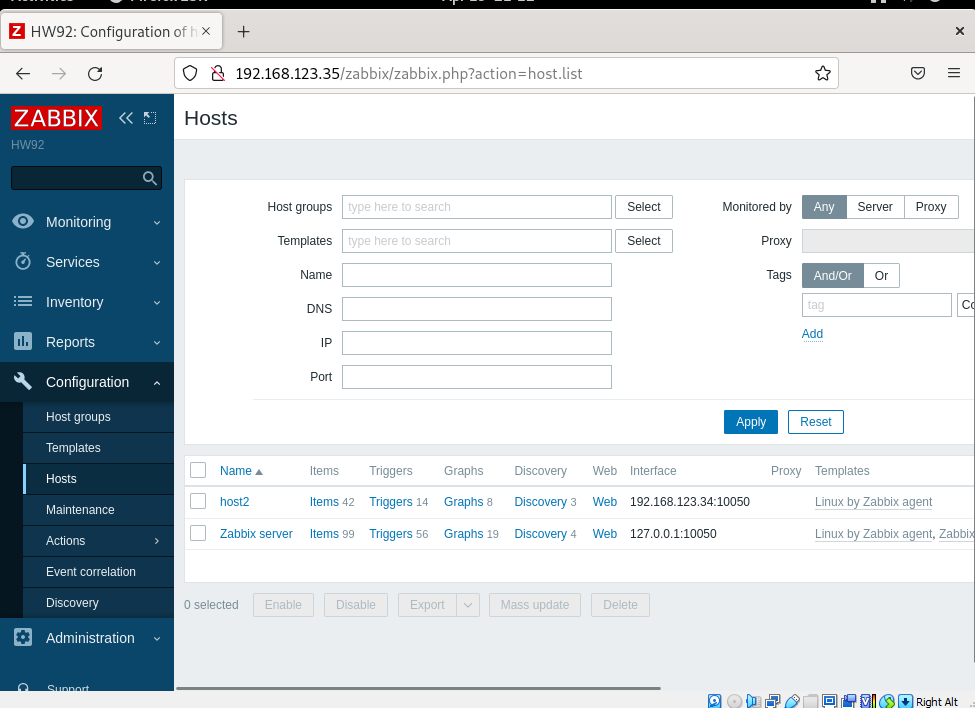 HW92: Configuration of h
192.168.123.35/zabbix/zabbix.php?action=host.list
ZABBIX
HW92
Hosts
Monitoring
Services
Inventory
Reports
Configuration
Host groups
Templates
Hosts
Maintenance
Actions
Event correlation
Discovery
Administration
Support
Host groups type here to search Select Monitored by Any Server Proxy
Templates type here to search Select Proxy
Name Tags And/Or Or
DNS tag Co
IP Add
Port
Apply Reset
Name Items Triggers Graphs Discovery Web Interface Proxy Templates
host2 Items 42 Triggers 14 Graphs 8 Discovery 3 Web 192.168.123.34:10050 Linux by Zabbix agent
Zabbix server Items 99 Triggers 56 Graphs 19 Discovery 4 Web 127.0.0.1:10050 Linux by Zabbix agent, Zabbix
0 selected Enable Disable Export Mass update Delete
Right Alt